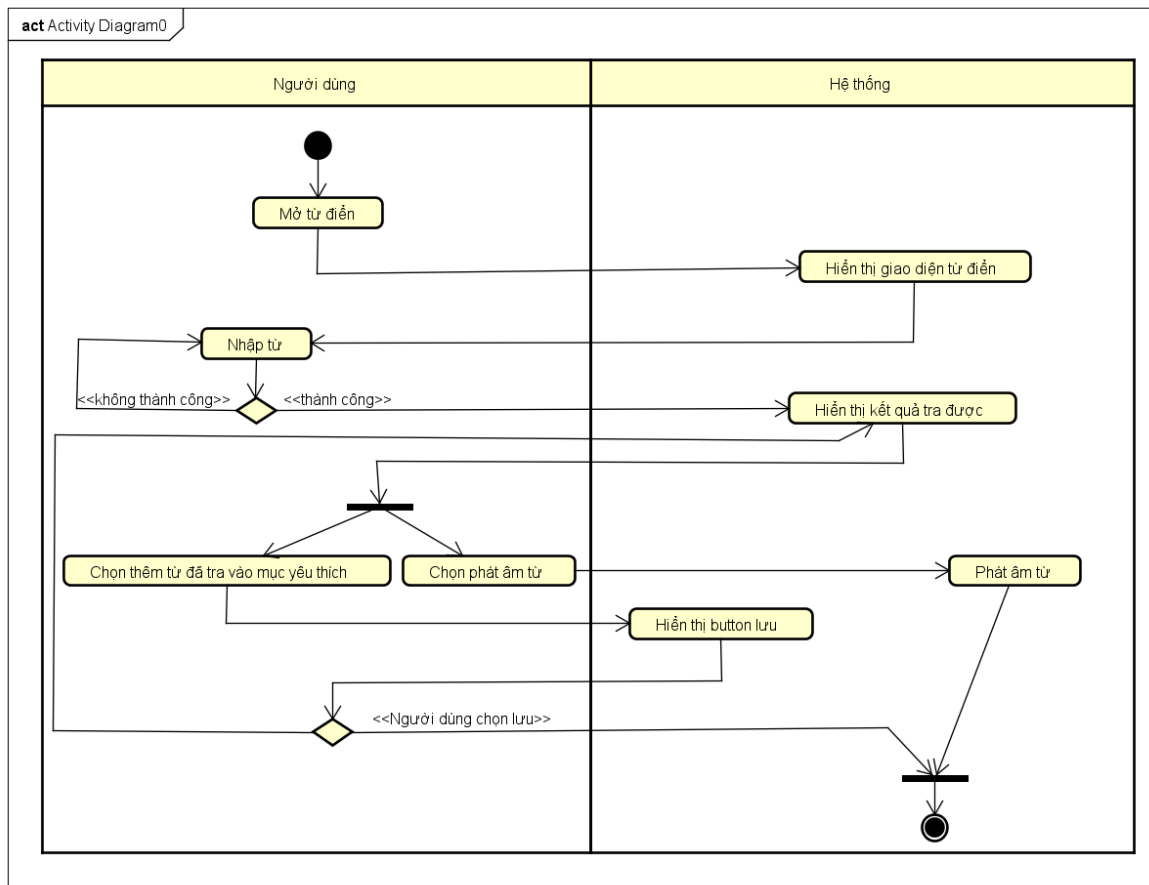 act Activity Diagram0
Người dùng
Hệ thống
Mở từ điển
Hiển thị giao diện từ điển
Nhập từ
<<không thành công>>
<<thành công>>
Hiển thị kết quả tra được
Chọn thêm từ đã tra vào mục yêu thích
Chọn phát âm từ
Phát âm từ
Hiển thị button lưu
<<Người dùng chọn lưu>>